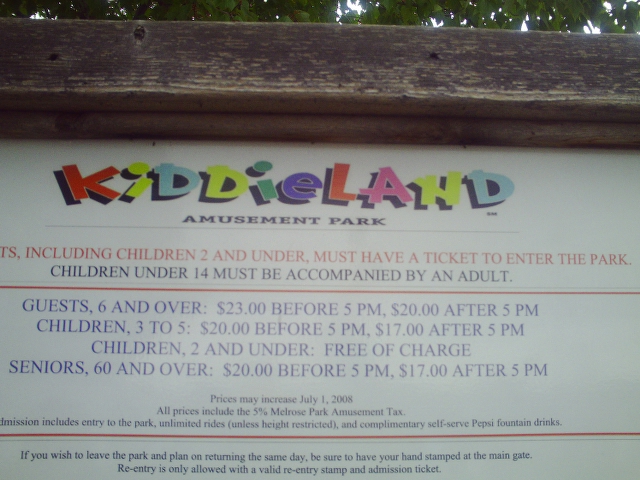 KiDDieLAND
AMUSEMENT PARK
SM
TS, INCLUDING CHILDREN 2 AND UNDER, MUST HAVE A TICKET TO ENTER THE PARK.
CHILDREN UNDER 14 MUST BE ACCOMPANIED BY AN ADULT.
GUESTS, 6 AND OVER: $23.00 BEFORE 5 PM, $20.00 AFTER 5 PM
CHILDREN, 3 TO 5: $20.00 BEFORE 5 PM, $17.00 AFTER 5 PM
CHILDREN, 2 AND UNDER: FREE OF CHARGE
SENIORS, 60 AND OVER: $20.00 BEFORE 5 PM, $17.00 AFTER 5 PM
Prices may increase July 1, 2008
All prices include the 5% Melrose Park Amusement Tax.
dmission includes entry to the park, unlimited rides (unless height restricted), and complimentary self-serve Pepsi fountain drinks.
If you wish to leave the park and plan on returning the same day, be sure to have your hand stamped at the main gate.
Re-entry is only allowed with a valid re-entry stamp and admission ticket.